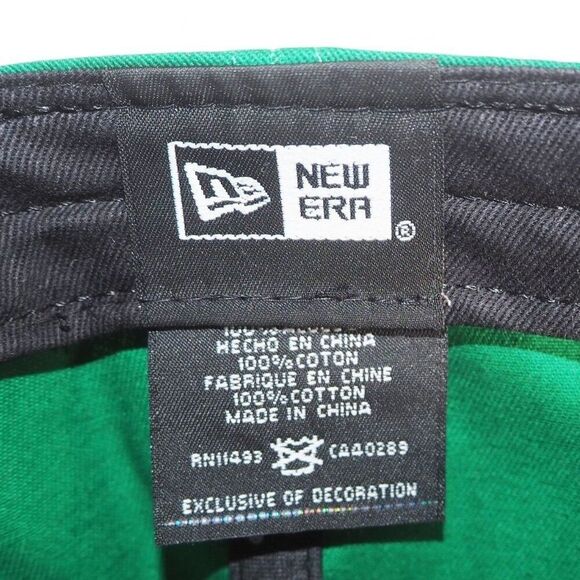 NEW
ERA
®
HECHO EN CHINA
100%COTON
FABRIQUE EN CHINE
100%COTTON
MADE IN CHINA
RN11493 CA40289
EXCLUSIVE OF DECORATION